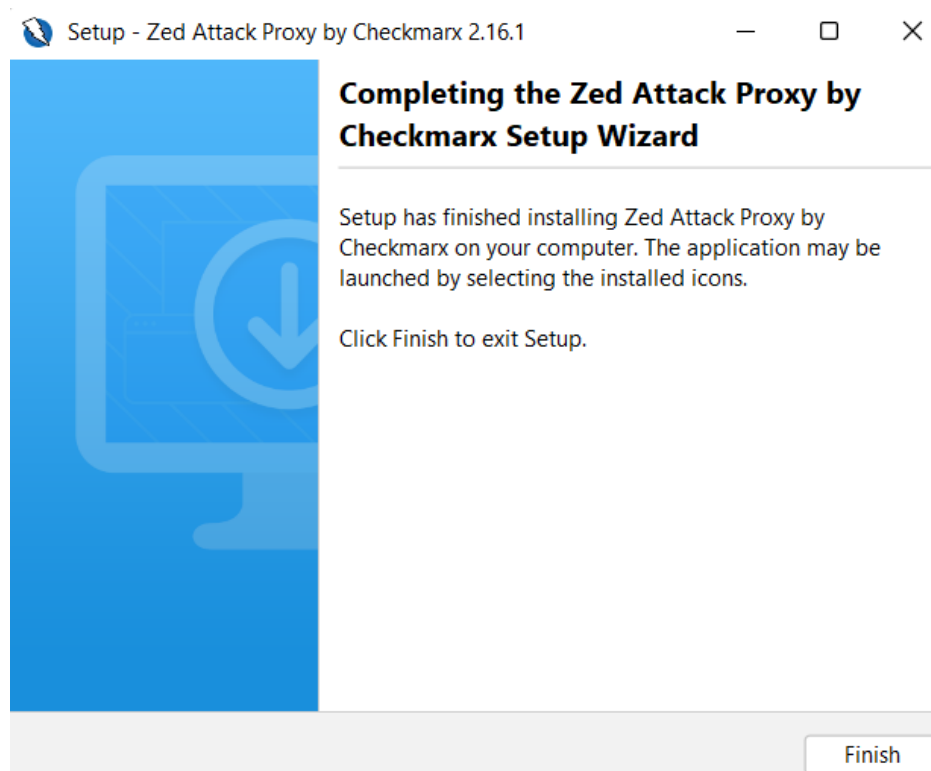 Setup - Zed Attack Proxy by Checkmarx 2.16.1
Completing the Zed Attack Proxy by
Checkmarx Setup Wizard
Setup has finished installing Zed Attack Proxy by
Checkmarx on your computer. The application may be
launched by selecting the installed icons.
Click Finish to exit Setup.
Finish